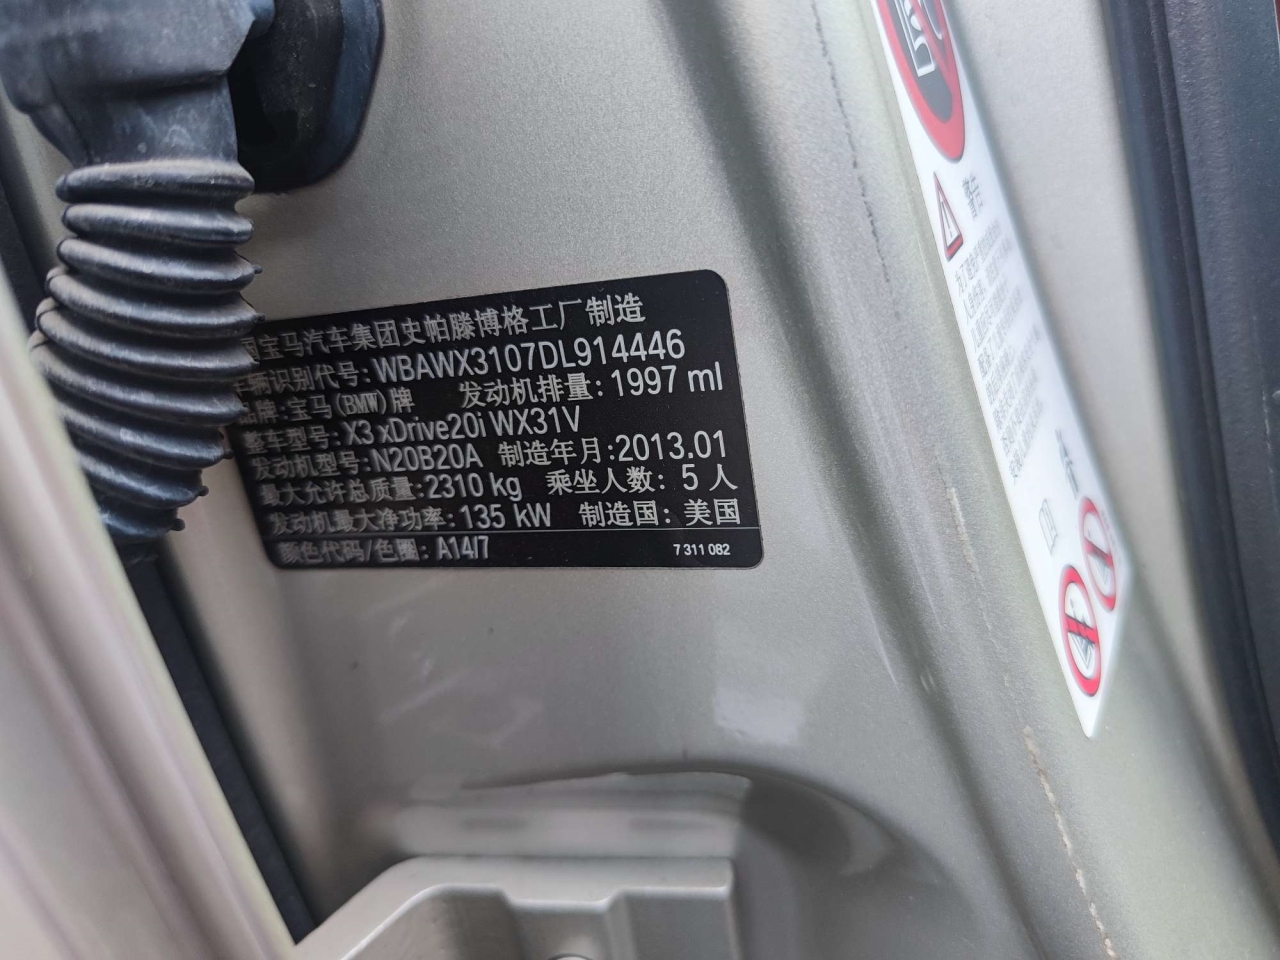 国宝马汽车集团史帕滕博格工厂制造
车辆识别代号:WBAWX3107DL914446
品牌:宝马(BMW)牌 发动机排量:1997 ml
整车型号:X3 xDrive20i WX31V
发动机型号:N20B20A 制造年月:2013.01
最大允许总质量:2310 kg 乘坐人数:5人
发动机最大净功率:135 kW 制造国:美国
颜色代码/色圈:A14/7 7 311 082